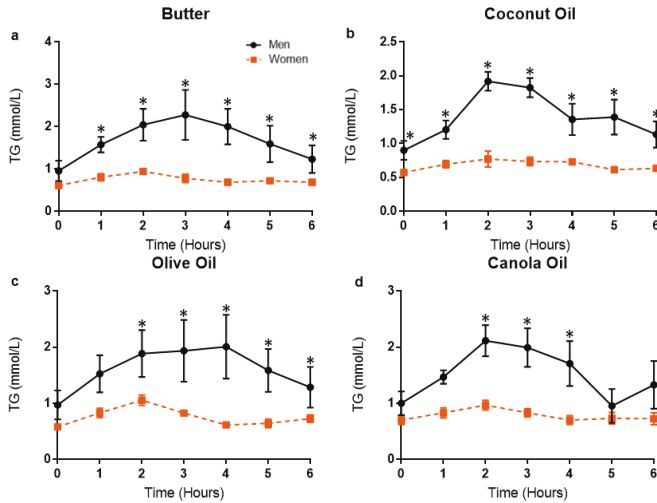 Butter
a
Men
Women
TG (mmol/L)
4
3
2
1
0
*
*
*
*
*
*
0 1 2 3 4 5 6
Time (Hours)
Coconut Oil
b
TG (mmol/L)
2.5
2.0
1.5
1.0
0.5
0.0
*
*
*
*
*
*
*
0 1 2 3 4 5 6
Time (Hours)
Olive Oil
c
TG (mmol/L)
3
2
1
0
*
*
*
*
*
0 1 2 3 4 5 6
Time (Hours)
Canola Oil
d
TG (mmol/L)
3
2
1
0
*
*
*
0 1 2 3 4 5 6
Time (Hours)